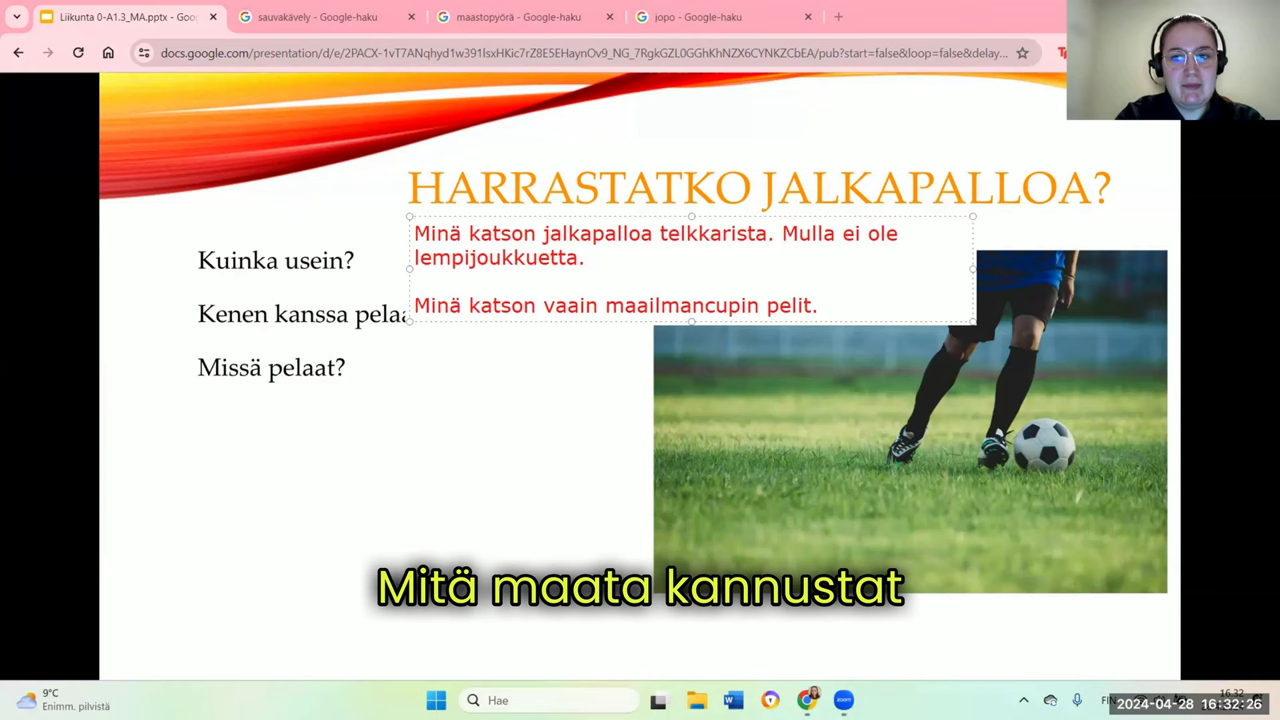 Liikunta 0-A1.3_MA.pptx - Goo
sauvakävely - Google-haku
maastopyörä - Google-haku
jopo - Google-haku
docs.google.com/presentation/d/e/2PACX-1vT7ANqhyd1w391lsxHKic7rZ8E5EHaynOv9_NG_7RgkGZL0GGhKhNZX6CYNKZCbEA/pub?start=false&loop=false&delay...
HARRASTATKO JALKAPALLOA?
Minä katson jalkapalloa telkkarista. Mulla ei ole
lempijoukkuetta.
Minä katson vaain maailmancupin pelit.
Kuinka usein?
Kenen kanssa pelaa
Missä pelaat?
Mitä maata kannustat
9°C
Enimm. pilvistä
Hae
FIN
16.32
2024-04-28 16:32:26